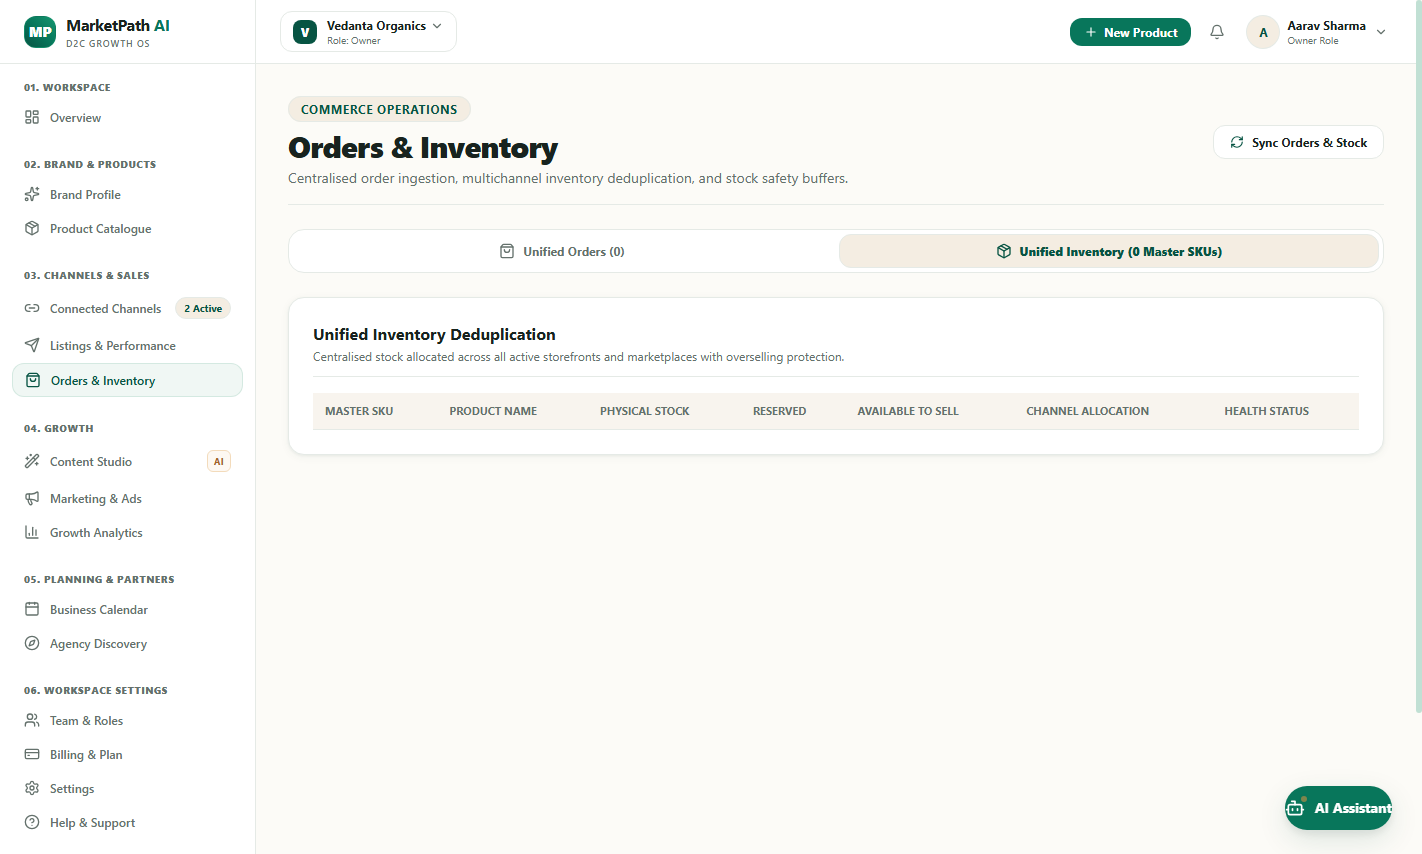 MP
MarketPath AI
D2C GROWTH OS
V
Vedanta Organics
Role: Owner
New Product
A
Aarav Sharma
Owner Role
01. WORKSPACE
Overview
02. BRAND & PRODUCTS
Brand Profile
Product Catalogue
03. CHANNELS & SALES
Connected Channels
2 Active
Listings & Performance
Orders & Inventory
04. GROWTH
Content Studio
AI
Marketing & Ads
Growth Analytics
05. PLANNING & PARTNERS
Business Calendar
Agency Discovery
06. WORKSPACE SETTINGS
Team & Roles
Billing & Plan
Settings
Help & Support
COMMERCE OPERATIONS
Orders & Inventory
Centralised order ingestion, multichannel inventory deduplication, and stock safety buffers.
Sync Orders & Stock
Unified Orders (0)
Unified Inventory (0 Master SKUs)
Unified Inventory Deduplication
Centralised stock allocated across all active storefronts and marketplaces with overselling protection.
MASTER SKU PRODUCT NAME PHYSICAL STOCK RESERVED AVAILABLE TO SELL CHANNEL ALLOCATION HEALTH STATUS
AI Assistant